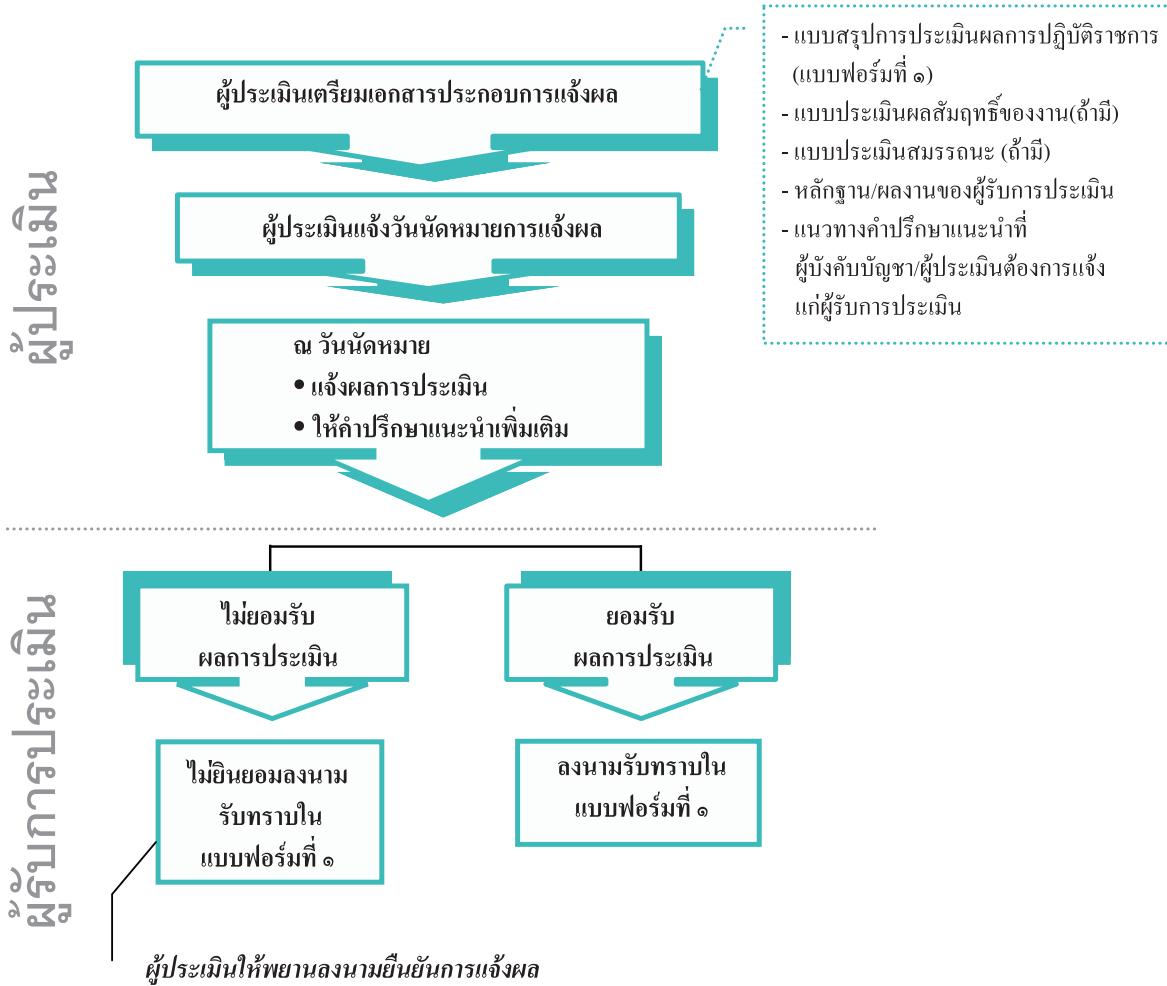 ผู้ประเมิน
ผู้ประเมินเตรียมเอกสารประกอบการแจ้งผล
- แบบสรุปการประเมินผลการปฏิบัติราชการ
(แบบฟอร์มที่ ๑)
- แบบประเมินผลสัมฤทธิ์ของงาน(ถ้ามี)
- แบบประเมินสมรรถนะ (ถ้ามี)
- หลักฐาน/ผลงานของผู้รับการประเมิน
- แนวทางคำปรึกษาแนะนำที่
ผู้บังคับบัญชา/ผู้ประเมินต้องการแจ้ง
แก่ผู้รับการประเมิน
ผู้ประเมินแจ้งวันนัดหมายการแจ้งผล
ณ วันนัดหมาย
• แจ้งผลการประเมิน
• ให้คำปรึกษาแนะนำเพิ่มเติม
ผู้รับการประเมิน
ไม่ยอมรับ
ผลการประเมิน
ยอมรับ
ผลการประเมิน
ไม่ยินยอมลงนาม
รับทราบใน
แบบฟอร์มที่ ๑
ลงนามรับทราบใน
แบบฟอร์มที่ ๑
ผู้ประเมินให้พยานลงนามยืนยันการแจ้งผล